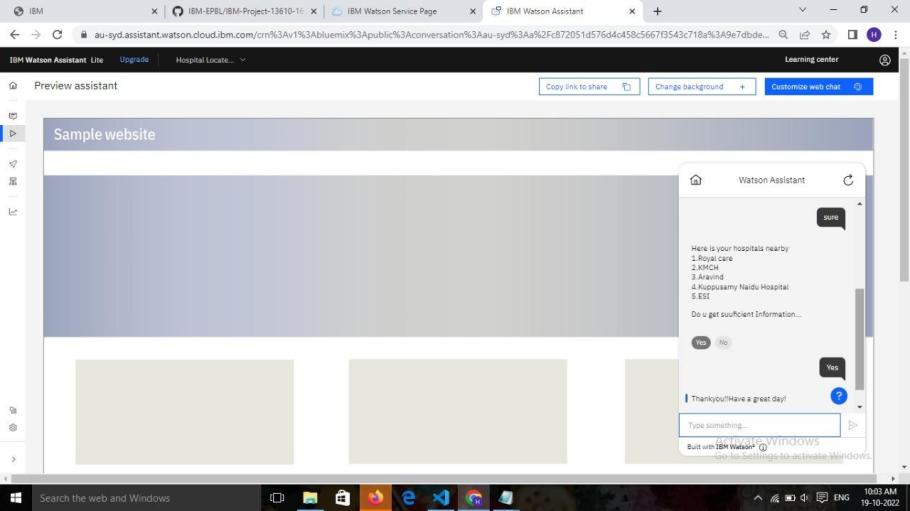 IBM
IBM-EPBL/IBM-Project-13610-16
IBM Watson Service Page
IBM Watson Assistant
au-syd.assistant.watson.cloud.ibm.com/crn%3Av1%3Abluemix%3Apublic%3Aconversation%3Aau-syd%3Aa%2Fc872051d576d4c458c5667f3543c718a%3A9e7dbde...
H
IBM Watson Assistant Lite
Upgrade
Hospital Locate...
Learning center
Preview assistant
Copy link to share
Change background
Customize web chat
Sample website
Watson Assistant
sure
Here is your hospitals nearby
1.Royal care
2.KMCH
3.Aravind
4.Kuppusamy Naidu Hospital
5.ESI
Do u get suuficient Information...
Yes No
Yes
Thankyou!!Have a great day!
?
Type something...
Built with IBM Watson®
Activate Windows
Go to Settings to activate Windows.
Search the web and Windows
ENG
10:03 AM
19-10-2022